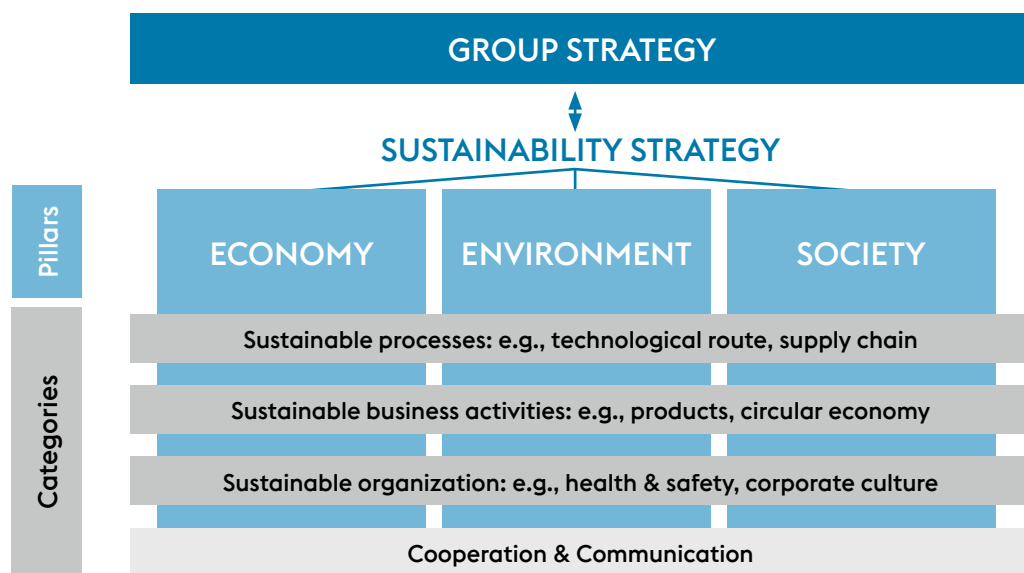 GROUP STRATEGY
SUSTAINABILITY STRATEGY
Pillars
ECONOMY
ENVIRONMENT
SOCIETY
Categories
Sustainable processes: e.g., technological route, supply chain
Sustainable business activities: e.g., products, circular economy
Sustainable organization: e.g., health & safety, corporate culture
Cooperation & Communication